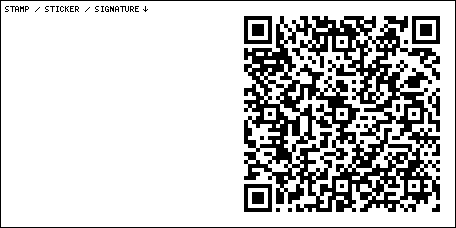 STAMP / STICKER / SIGNATURE ↓